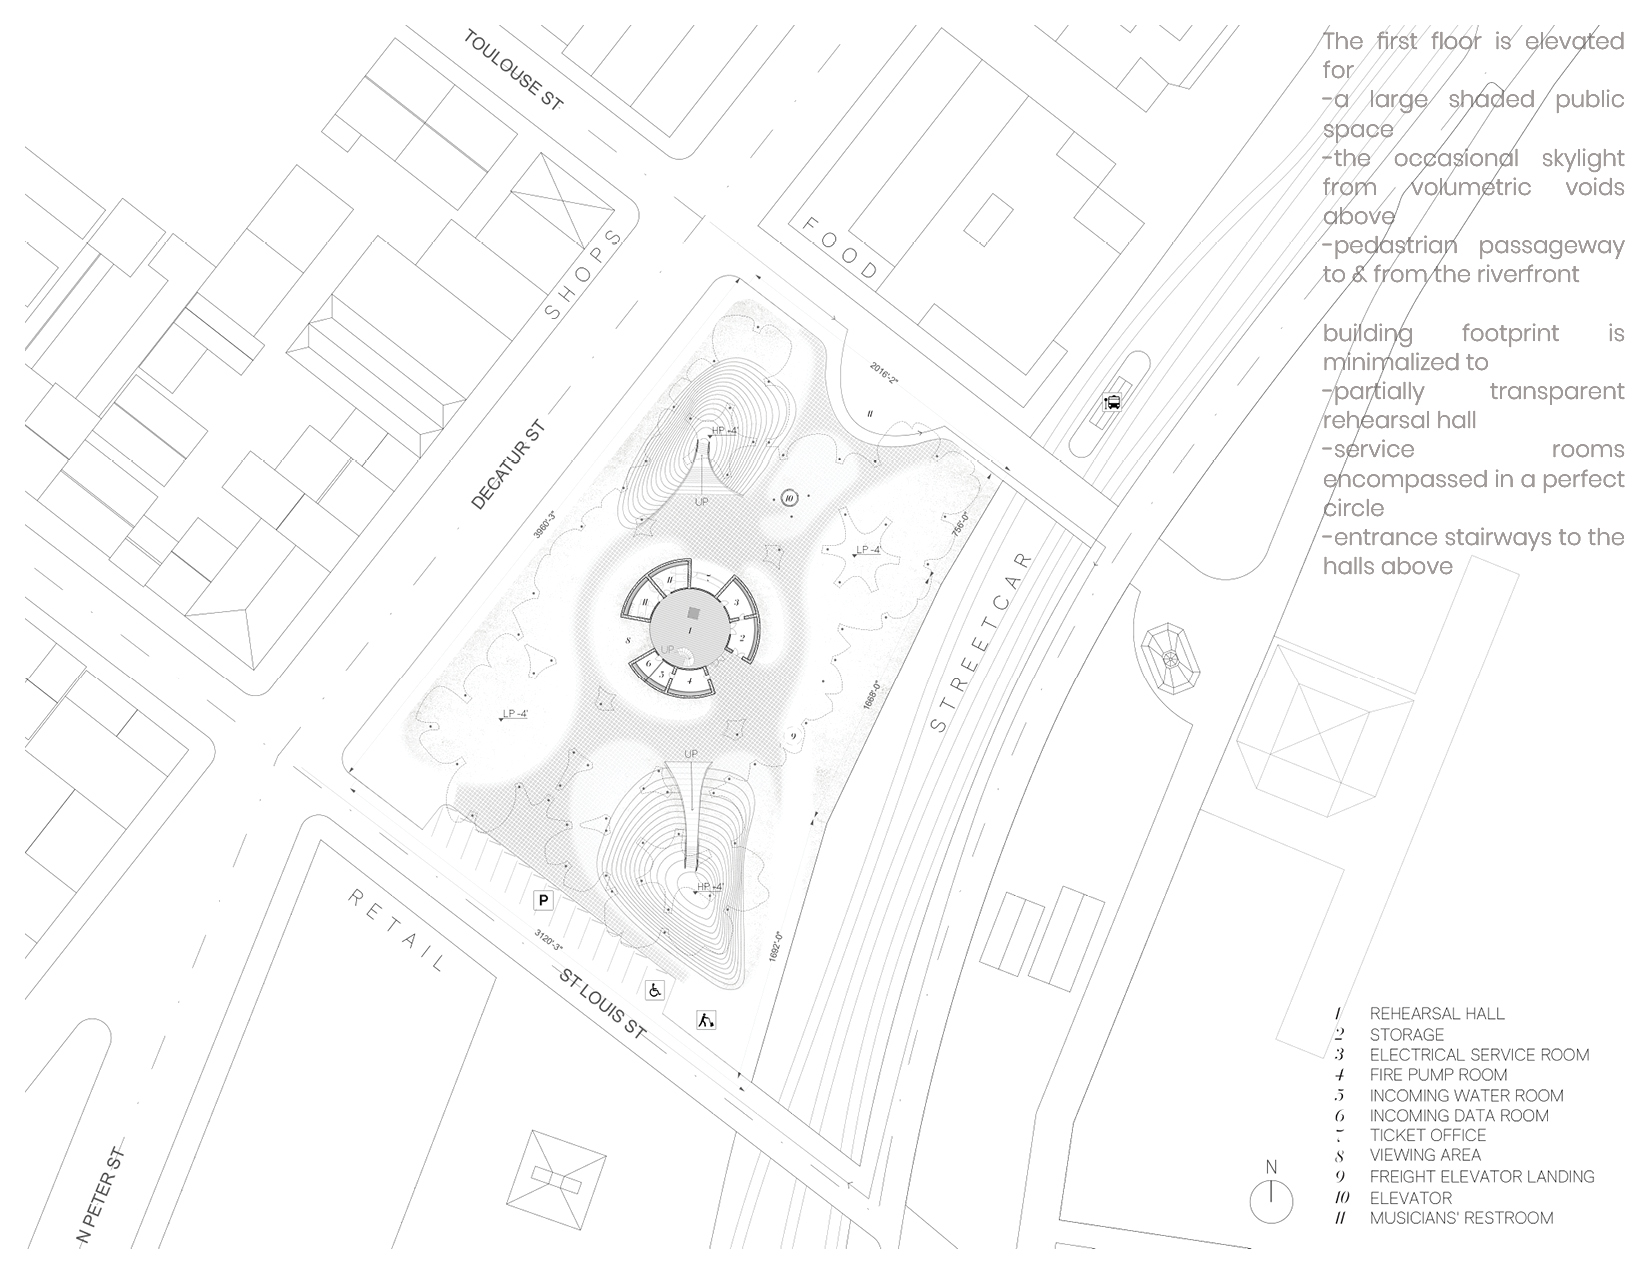 TOULOUSE ST
The first floor is elevated
for
-a large shaded public
space
-the occasional skylight
from volumetric voids
above
-pedastrian passageway
to & from the riverfront
building footprint is
minimalized to
-partially transparent
rehearsal hall
-service rooms
encompassed in a perfect
circle
-entrance stairways to the
halls above
SHOPS
FOOD
2016'-2"
11
DECATUR ST
HP -4'
UP
10
3960'-3"
756'-0"
LP -4'
STREETCAR
11
11
3
8
1
2
UP
6
5
4
1668'-0"
LP -4'
9
UP
HP -4'
RETAIL
P
3120'-3"
1692'-0"
ST LOUIS ST
N PETER ST
N
1 REHEARSAL HALL
2 STORAGE
3 ELECTRICAL SERVICE ROOM
4 FIRE PUMP ROOM
5 INCOMING WATER ROOM
6 INCOMING DATA ROOM
7 TICKET OFFICE
8 VIEWING AREA
9 FREIGHT ELEVATOR LANDING
10 ELEVATOR
11 MUSICIANS' RESTROOM